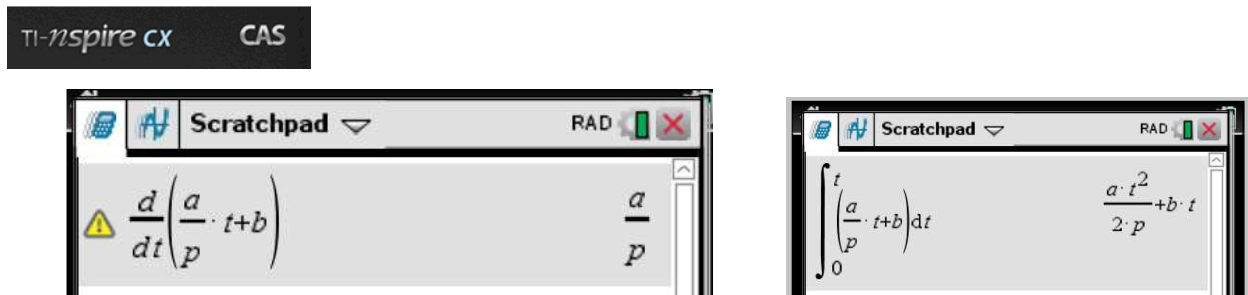 TI-nspire CX CAS
Scratchpad RAD
d/dt(a/p · t+b) a/p
Scratchpad RAD
∫₀ᵗ(a/p · t+b)dt a · t²/2 · p+b · t